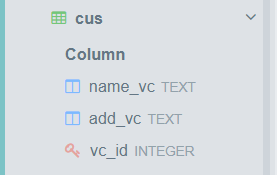 cus
Column
name_vc TEXT
add_vc TEXT
vc_id INTEGER